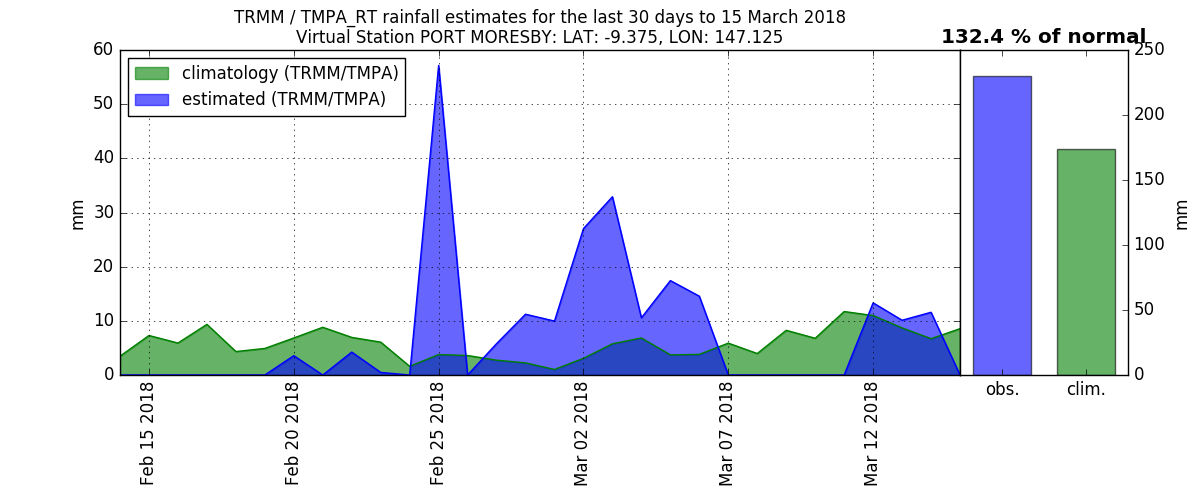 TRMM / TMPA_RT rainfall estimates for the last 30 days to 15 March 2018
Virtual Station PORT MORESBY: LAT: -9.375, LON: 147.125
132.4 % of normal
climatology (TRMM/TMPA)
estimated (TRMM/TMPA)
60
50
40
30
20
10
0
mm
Feb 15 2018
Feb 20 2018
Feb 25 2018
Mar 02 2018
Mar 07 2018
Mar 12 2018
obs.
clim.
250
200
150
100
50
0
mm